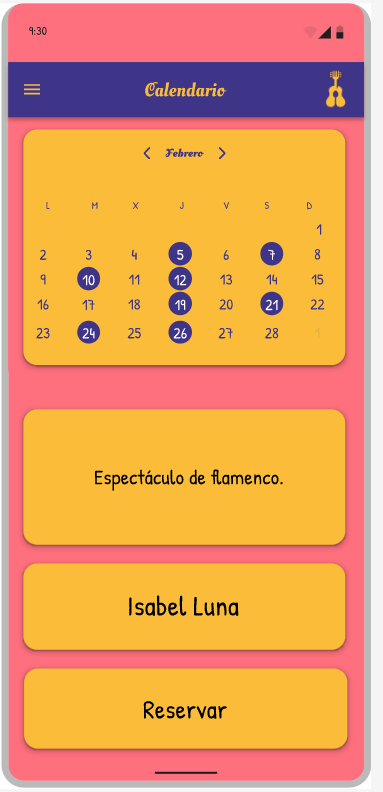 9:30
Calendario
Febrero
L M X J V S D
1
2 3 4 5 6 7 8
9 10 11 12 13 14 15
16 17 18 19 20 21 22
23 24 25 26 27 28 1
Espectáculo de flamenco.
Isabel Luna
Reservar